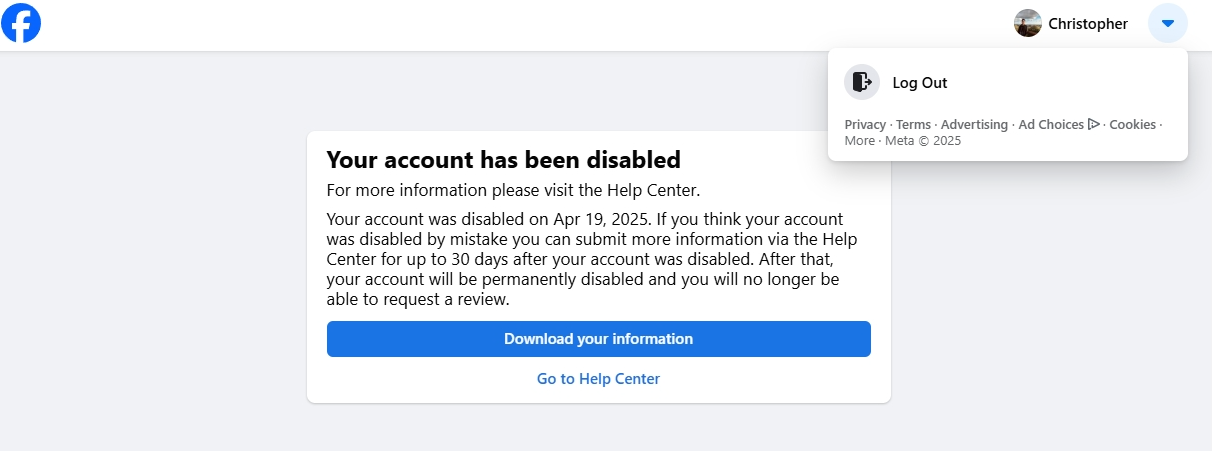 Christopher
Log Out
Privacy · Terms · Advertising · Ad Choices · Cookies ·
More · Meta © 2025
Your account has been disabled
For more information please visit the Help Center.
Your account was disabled on Apr 19, 2025. If you think your account
was disabled by mistake you can submit more information via the Help
Center for up to 30 days after your account was disabled. After that,
your account will be permanently disabled and you will no longer be
able to request a review.
Download your information
Go to Help Center